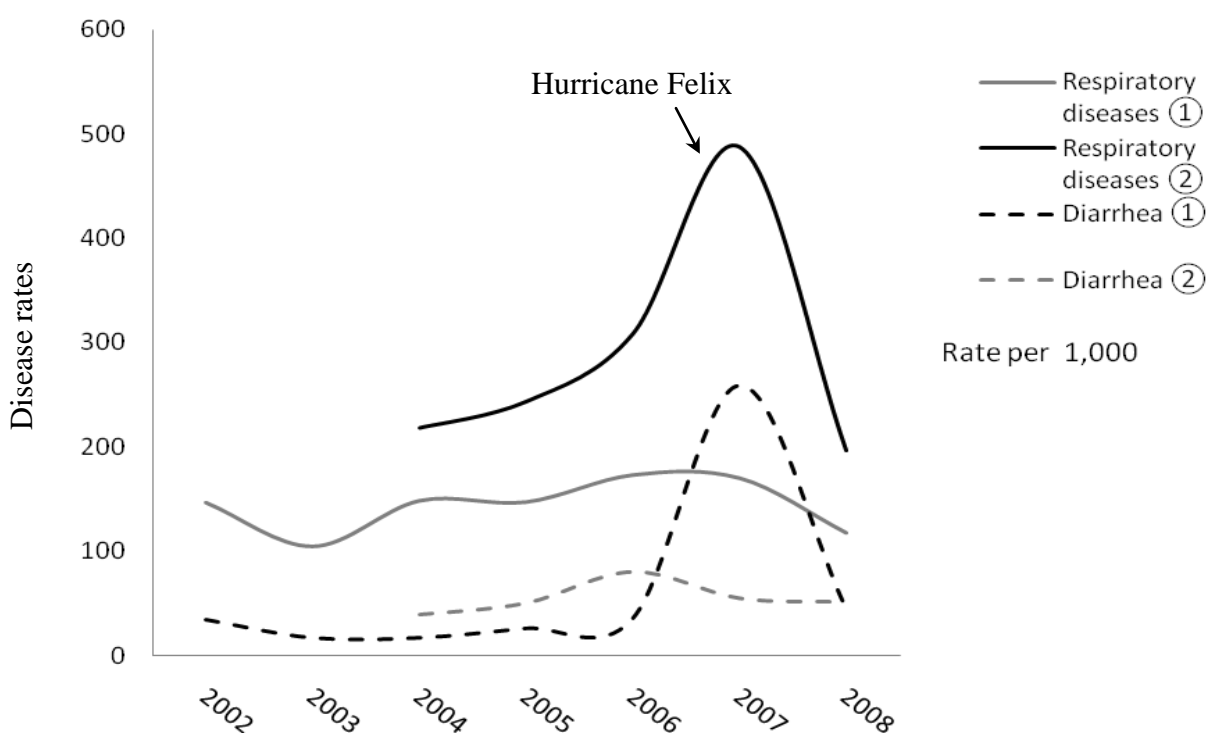 600
500
400
300
200
100
0
Disease rates
Hurricane Felix
2002
2003
2004
2005
2006
2007
2008
Respiratory
diseases ①
Respiratory
diseases ②
Diarrhea ①
Diarrhea ②
Rate per 1,000